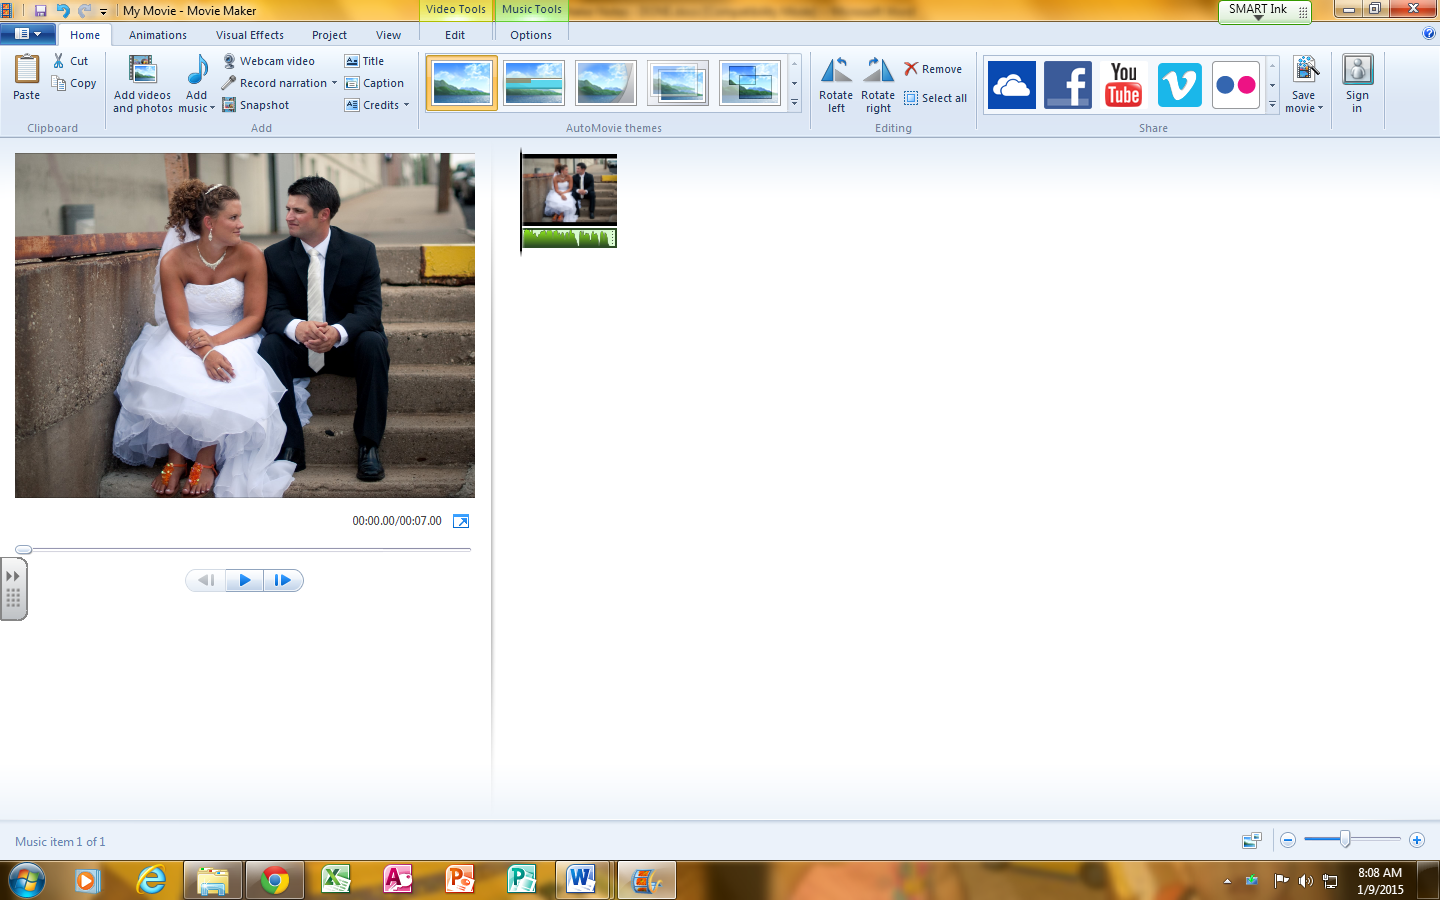 My Movie - Movie Maker
Video Tools
Music Tools
SMART Ink
Home
Animations
Visual Effects
Project
View
Edit
Options
Paste
Cut
Copy
Clipboard
Add videos
and photos
Add
music
Webcam video
Record narration
Snapshot
Title
Caption
Credits
Add
AutoMovie themes
Rotate
left
Rotate
right
Remove
Select all
Editing
You
Tube
Share
Save
movie
Sign
in
00:00.00/00:07.00
Music item 1 of 1
8:08 AM
1/9/2015